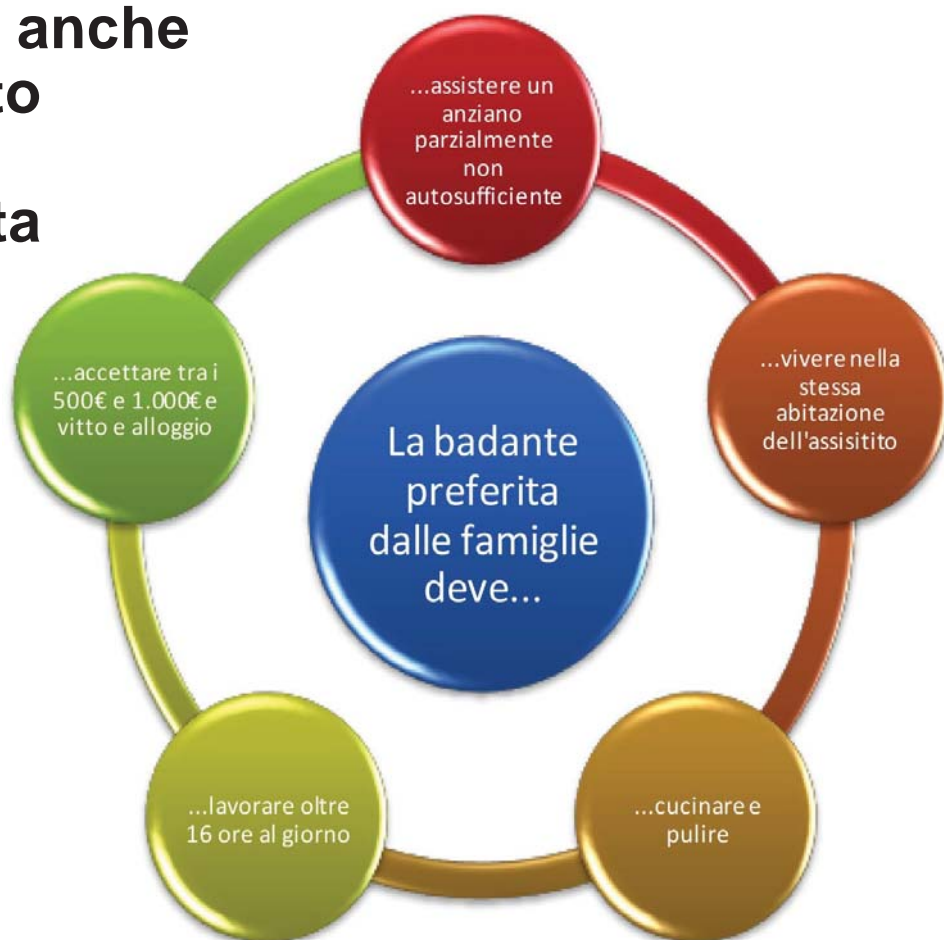 anche
to
ta
...assistere un
anziano
parzialmente
non
autosufficiente
...vivere nella
stessa
abitazione
dell'assisitito
...cucinare e
pulire
...lavorare oltre
16 ore al giorno
...accettare tra i
500€ e 1.000€ e
vitto e alloggio
La badante
preferita
dalle famiglie
deve...